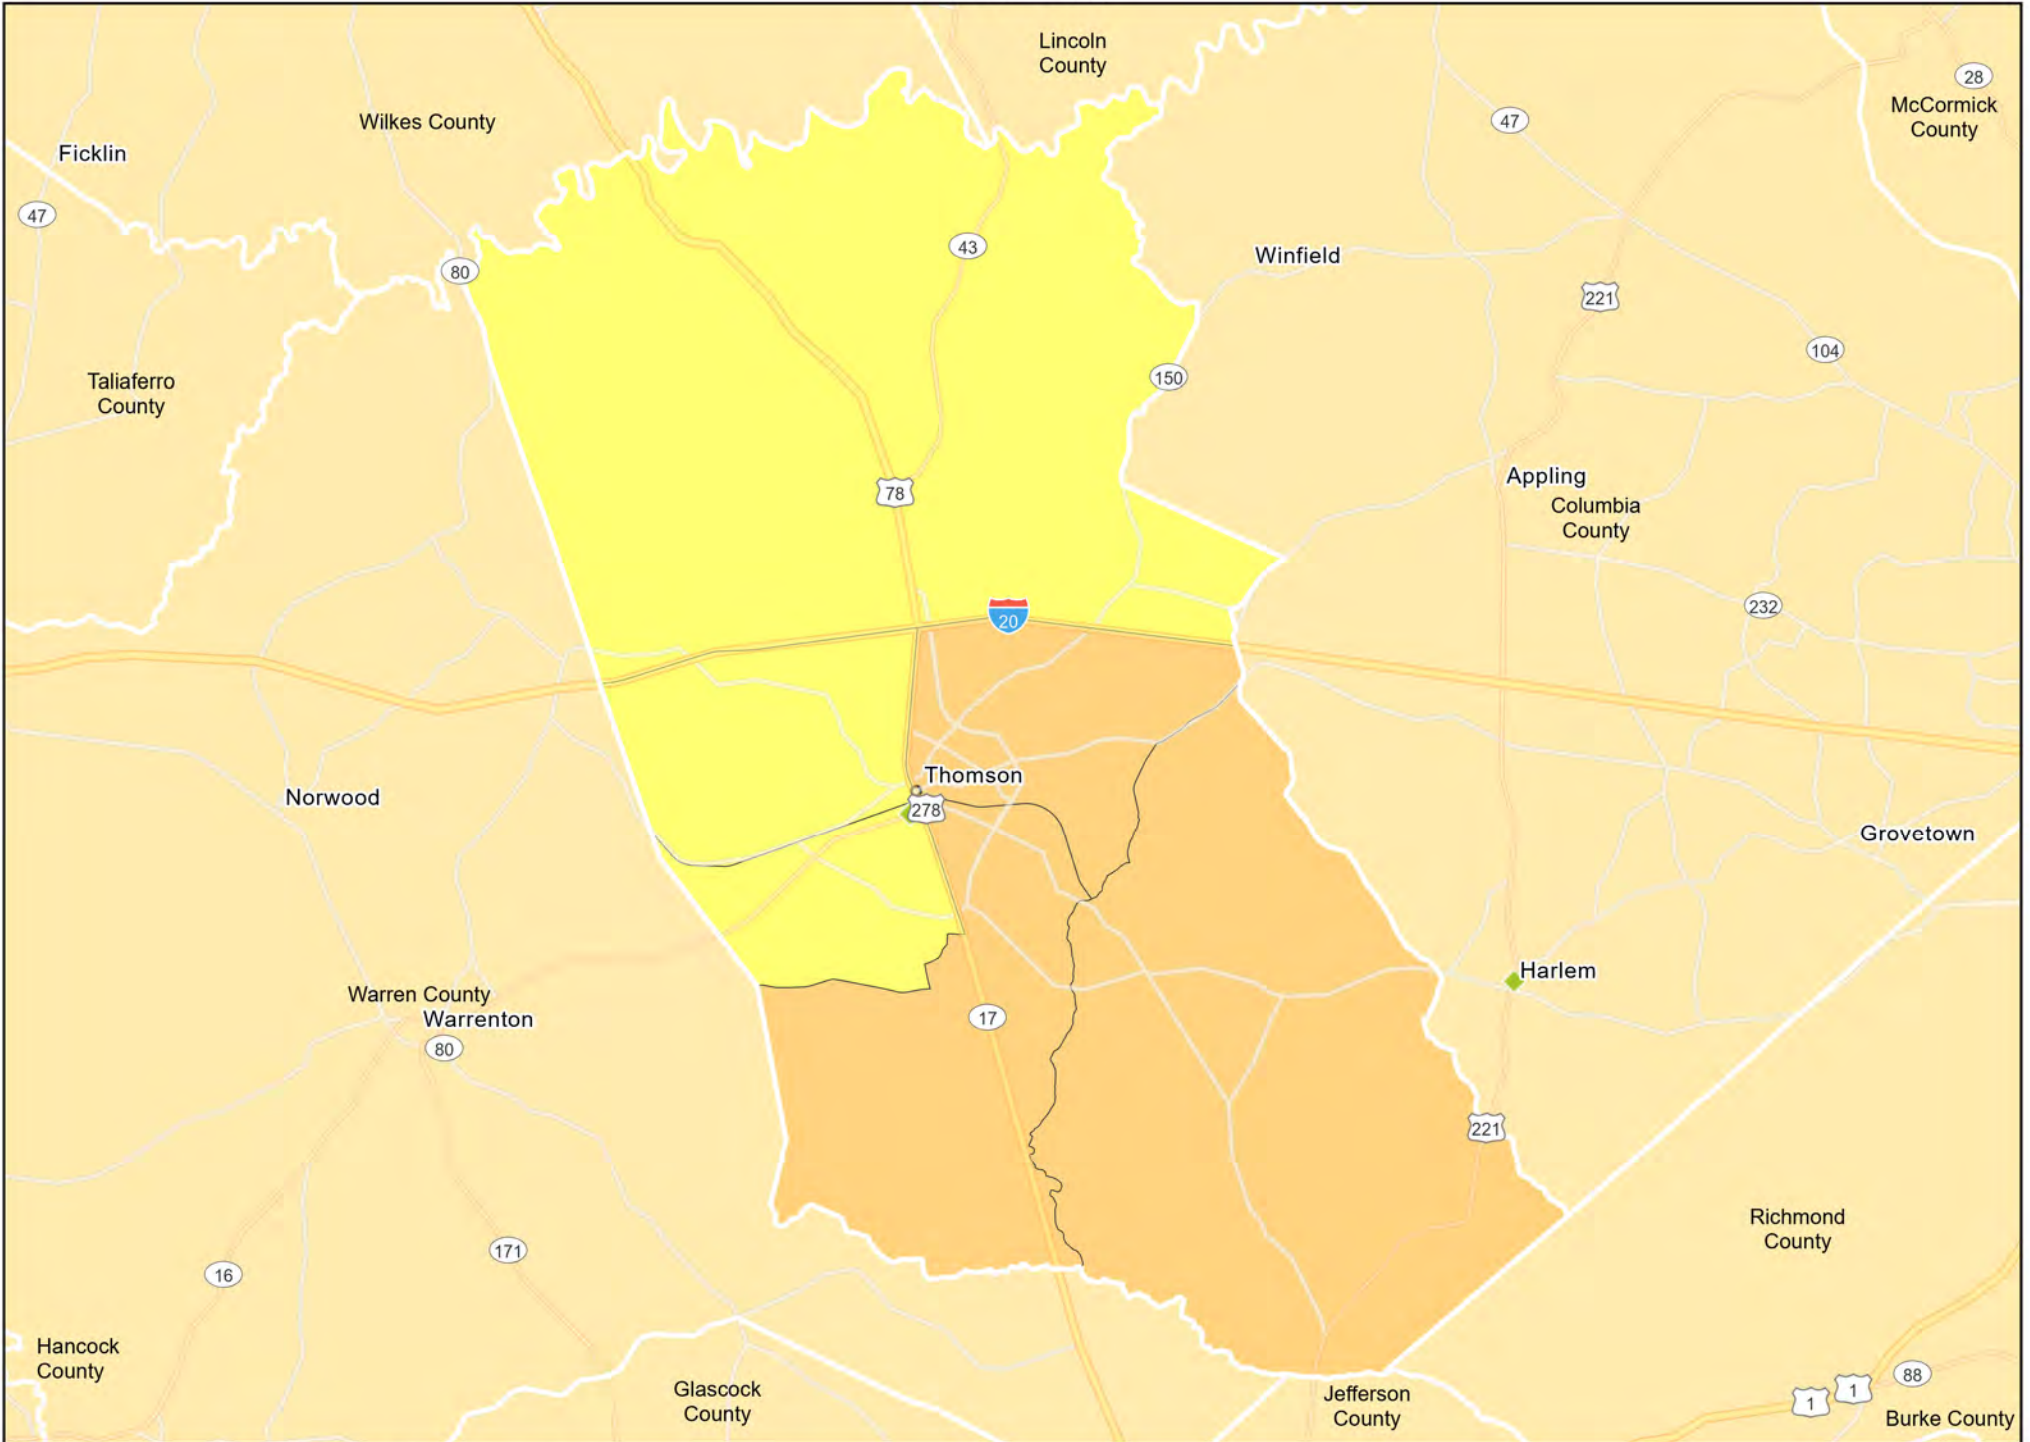 Lincoln
County
28
McCormick
County
Wilkes County
47
Ficklin
47
43
Winfield
80
221
104
Taliaferro
County
150
78
Appling
Columbia
County
20
232
Thomson
Norwood
278
Grovetown
Harlem
Warren County
Warrenton
17
80
221
Richmond
County
171
16
Hancock
County
Glascock
County
Jefferson
County
88
1
1
Burke County